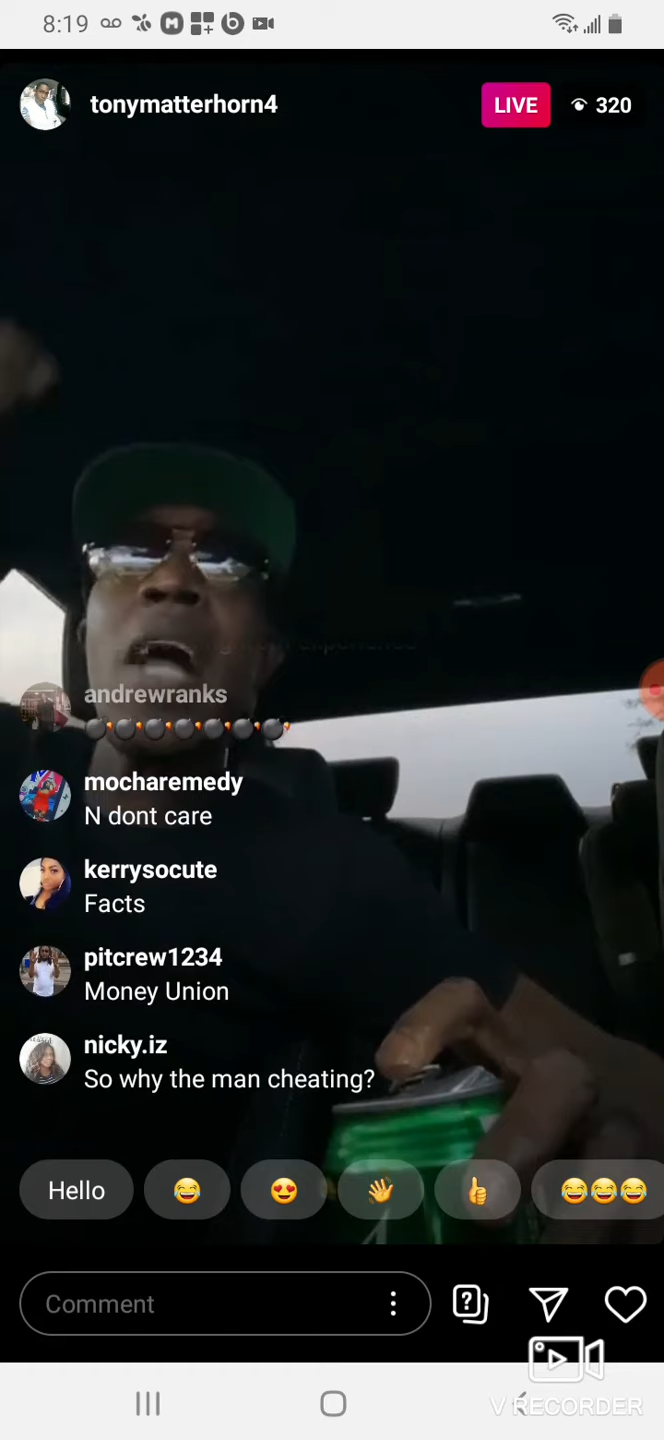 8:19
tonymatterhorn4
LIVE
320
andrewranks
mocharemedy
N dont care
kerrysocute
Facts
pitcrew1234
Money Union
nicky.iz
So why the man cheating?
Hello
Comment
V RECORDER